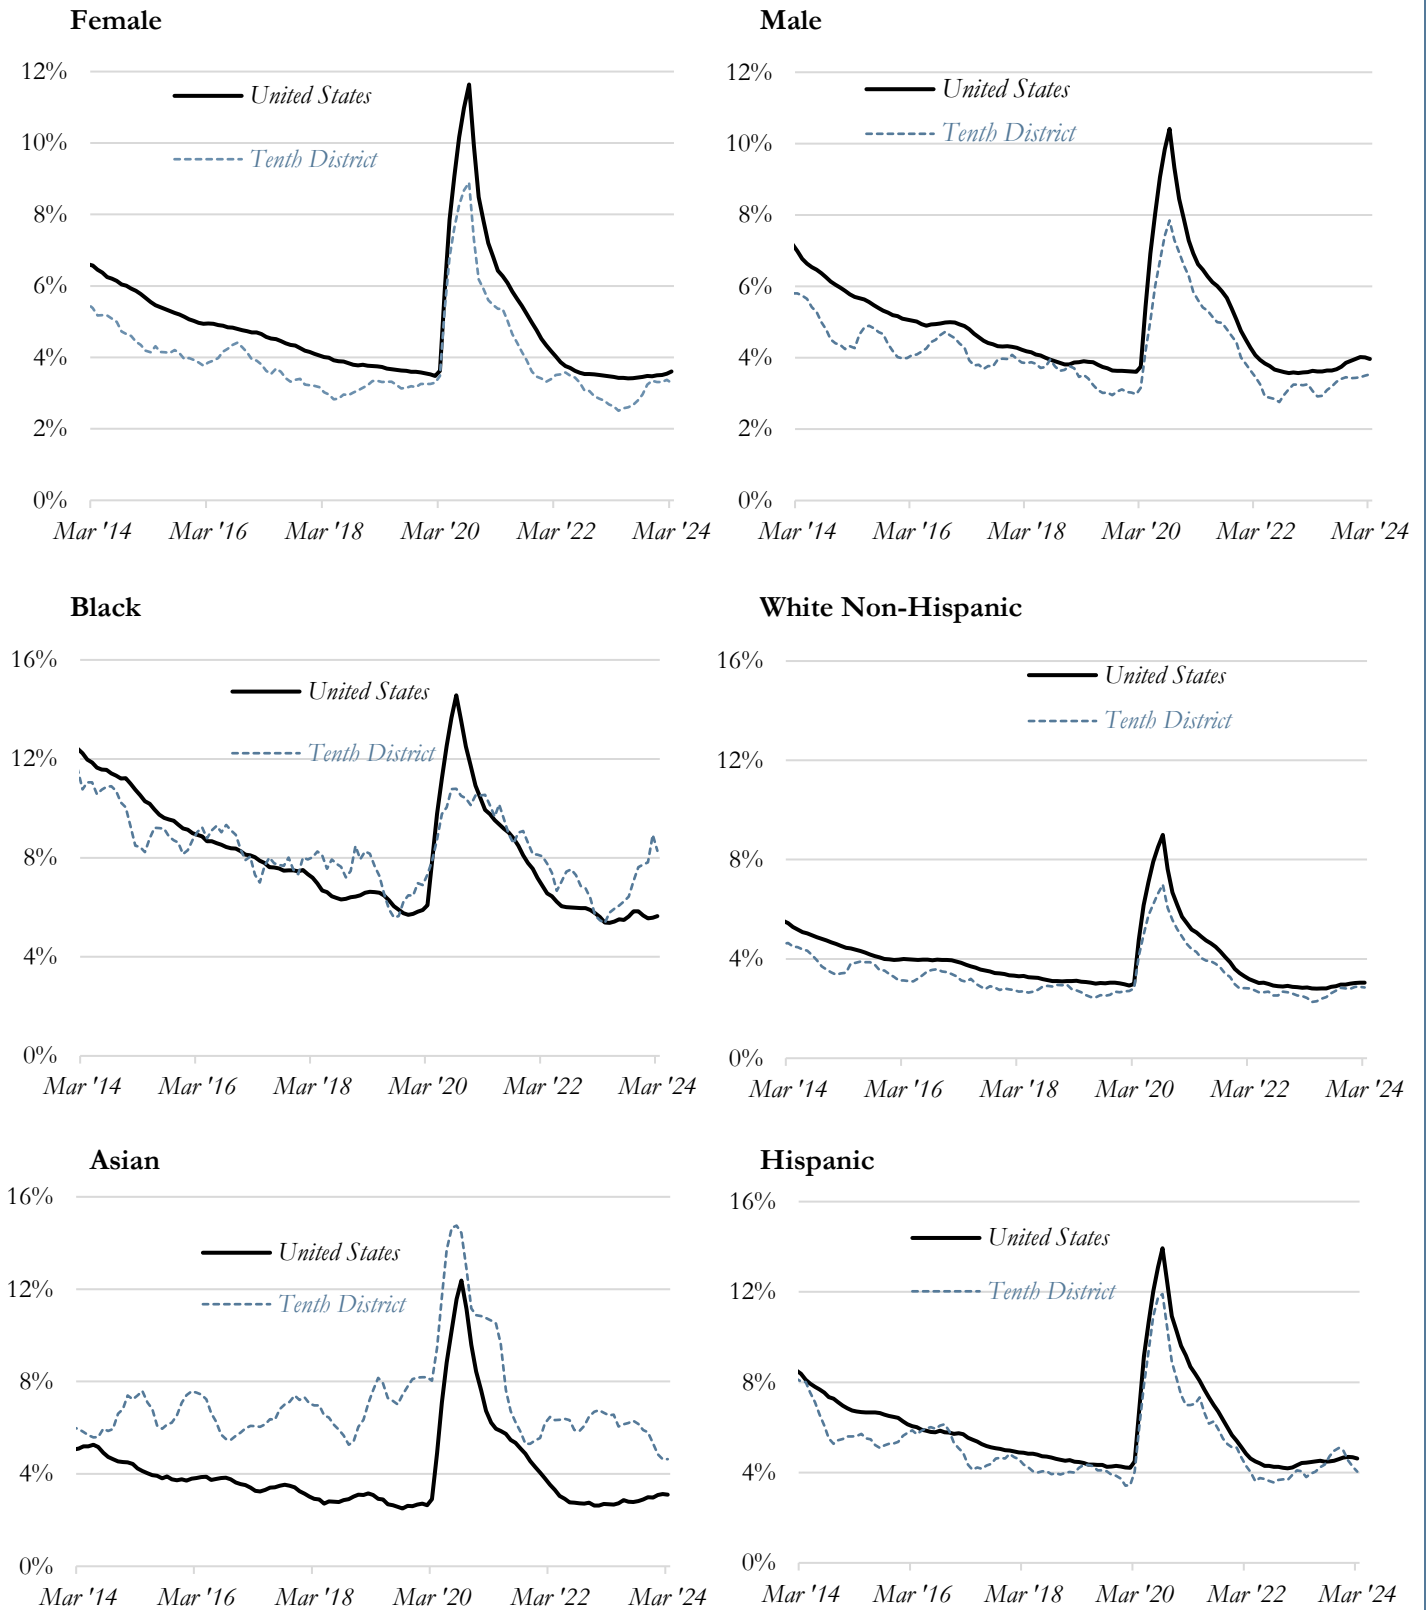 Female
12%
10%
8%
6%
4%
2%
0%
United States
Tenth District
Mar '14 Mar '16 Mar '18 Mar '20 Mar '22 Mar '24
Male
12%
10%
8%
6%
4%
2%
0%
United States
Tenth District
Mar '14 Mar '16 Mar '18 Mar '20 Mar '22 Mar '24
Black
16%
12%
8%
4%
0%
United States
Tenth District
Mar '14 Mar '16 Mar '18 Mar '20 Mar '22 Mar '24
White Non-Hispanic
16%
12%
8%
4%
0%
United States
Tenth District
Mar '14 Mar '16 Mar '18 Mar '20 Mar '22 Mar '24
Asian
16%
12%
8%
4%
0%
United States
Tenth District
Mar '14 Mar '16 Mar '18 Mar '20 Mar '22 Mar '24
Hispanic
16%
12%
8%
4%
0%
United States
Tenth District
Mar '14 Mar '16 Mar '18 Mar '20 Mar '22 Mar '24